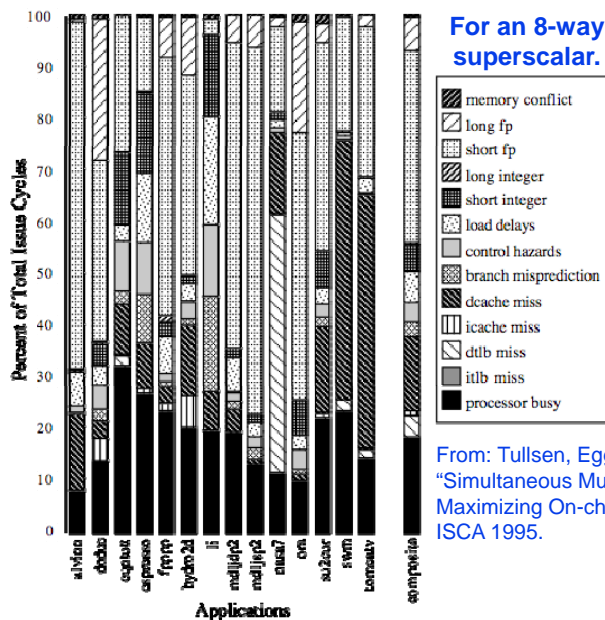 For an 8-way
superscalar.
Percent of Total Issue Cycles
100
90
80
70
60
50
40
30
20
10
0
alvinn
doduc
eqntott
espresso
fpppp
hydro2d
li
mdljdp2
mdljsp2
nasa7
ora
su2cor
swm
tomcatv
composite
Applications
memory conflict
long fp
short fp
long integer
short integer
load delays
control hazards
branch misprediction
dcache miss
icache miss
dtlb miss
itlb miss
processor busy
From: Tullsen, Egg
“Simultaneous Mu
Maximizing On-ch
ISCA 1995.